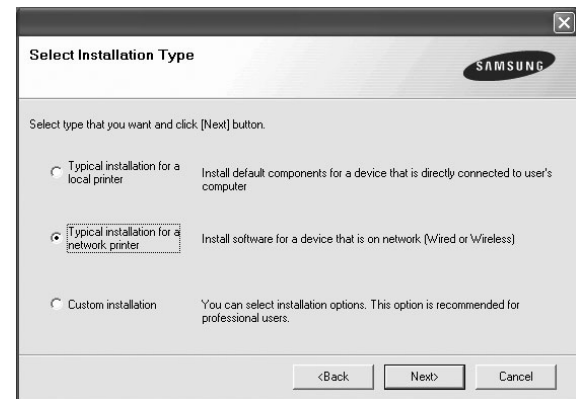 Select Installation Type
SAMSUNG
Select type that you want and click [Next] button.
Typical installation for a
local printer
Install default components for a device that is directly connected to user's
computer
Typical installation for a
network printer
Install software for a device that is on network (Wired or Wireless)
Custom installation
You can select installation options. This option is recommended for
professional users.
<Back
Next>
Cancel